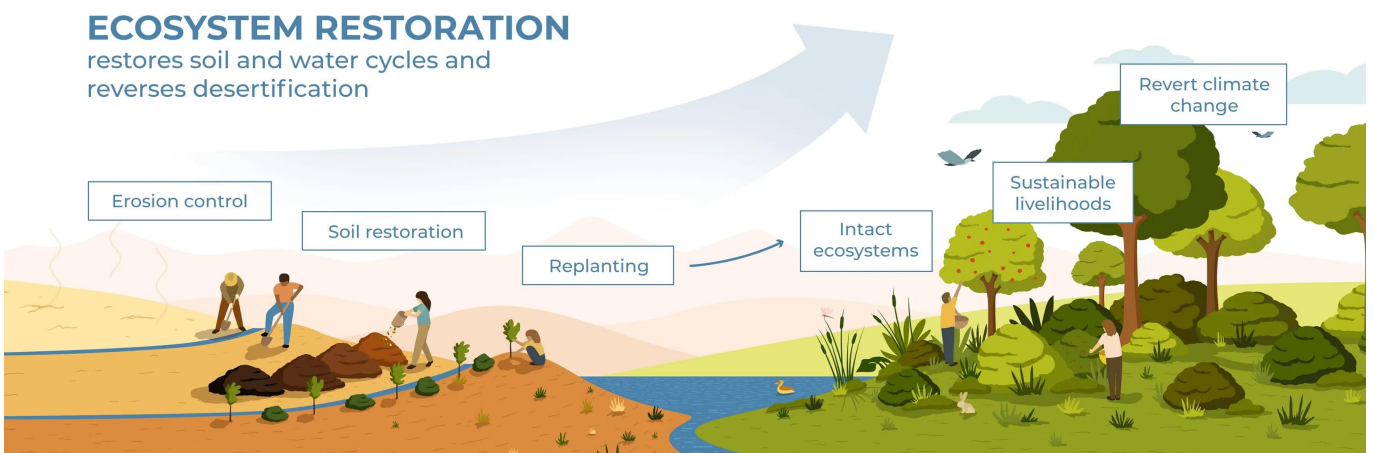 ECOSYSTEM RESTORATION
restores soil and water cycles and
reverses desertification
Erosion control
Soil restoration
Replanting
Intact
ecosystems
Sustainable
livelihoods
Revert climate
change